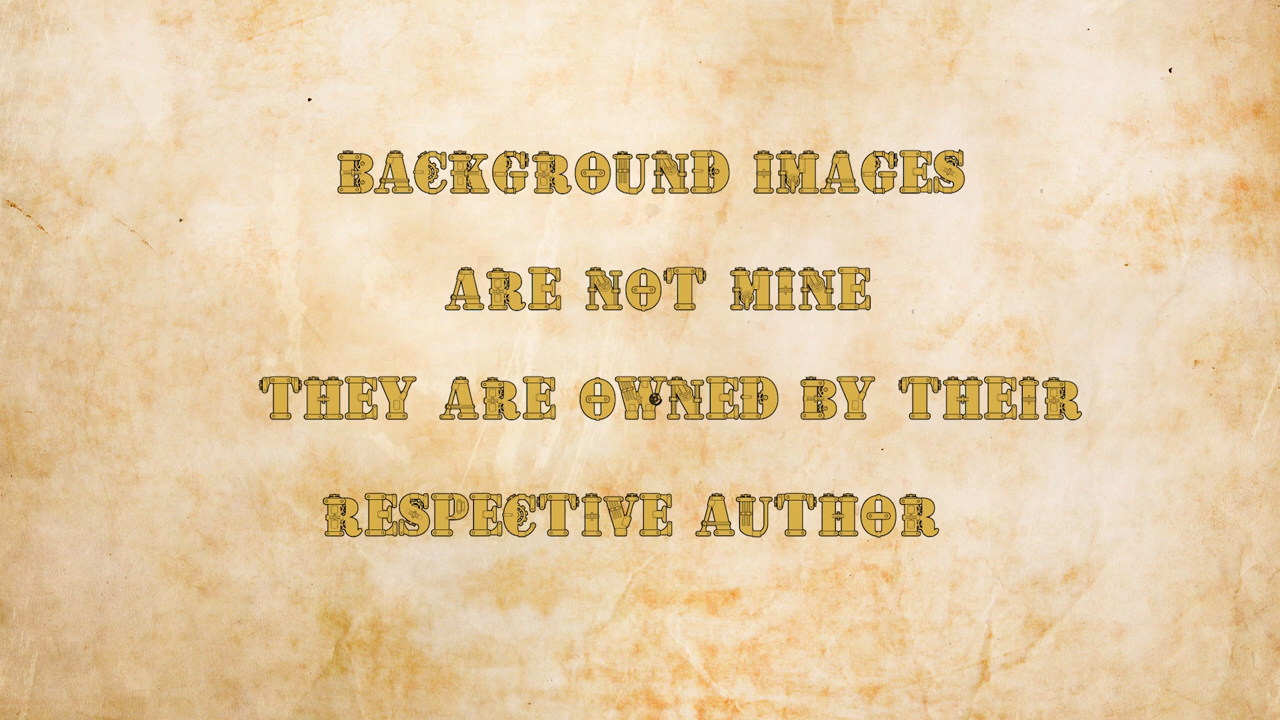 BACKGROUND IMAGES
ARE NOT MINE
THEY ARE OWNED BY THEIR
RESPECTIVE AUTHOR